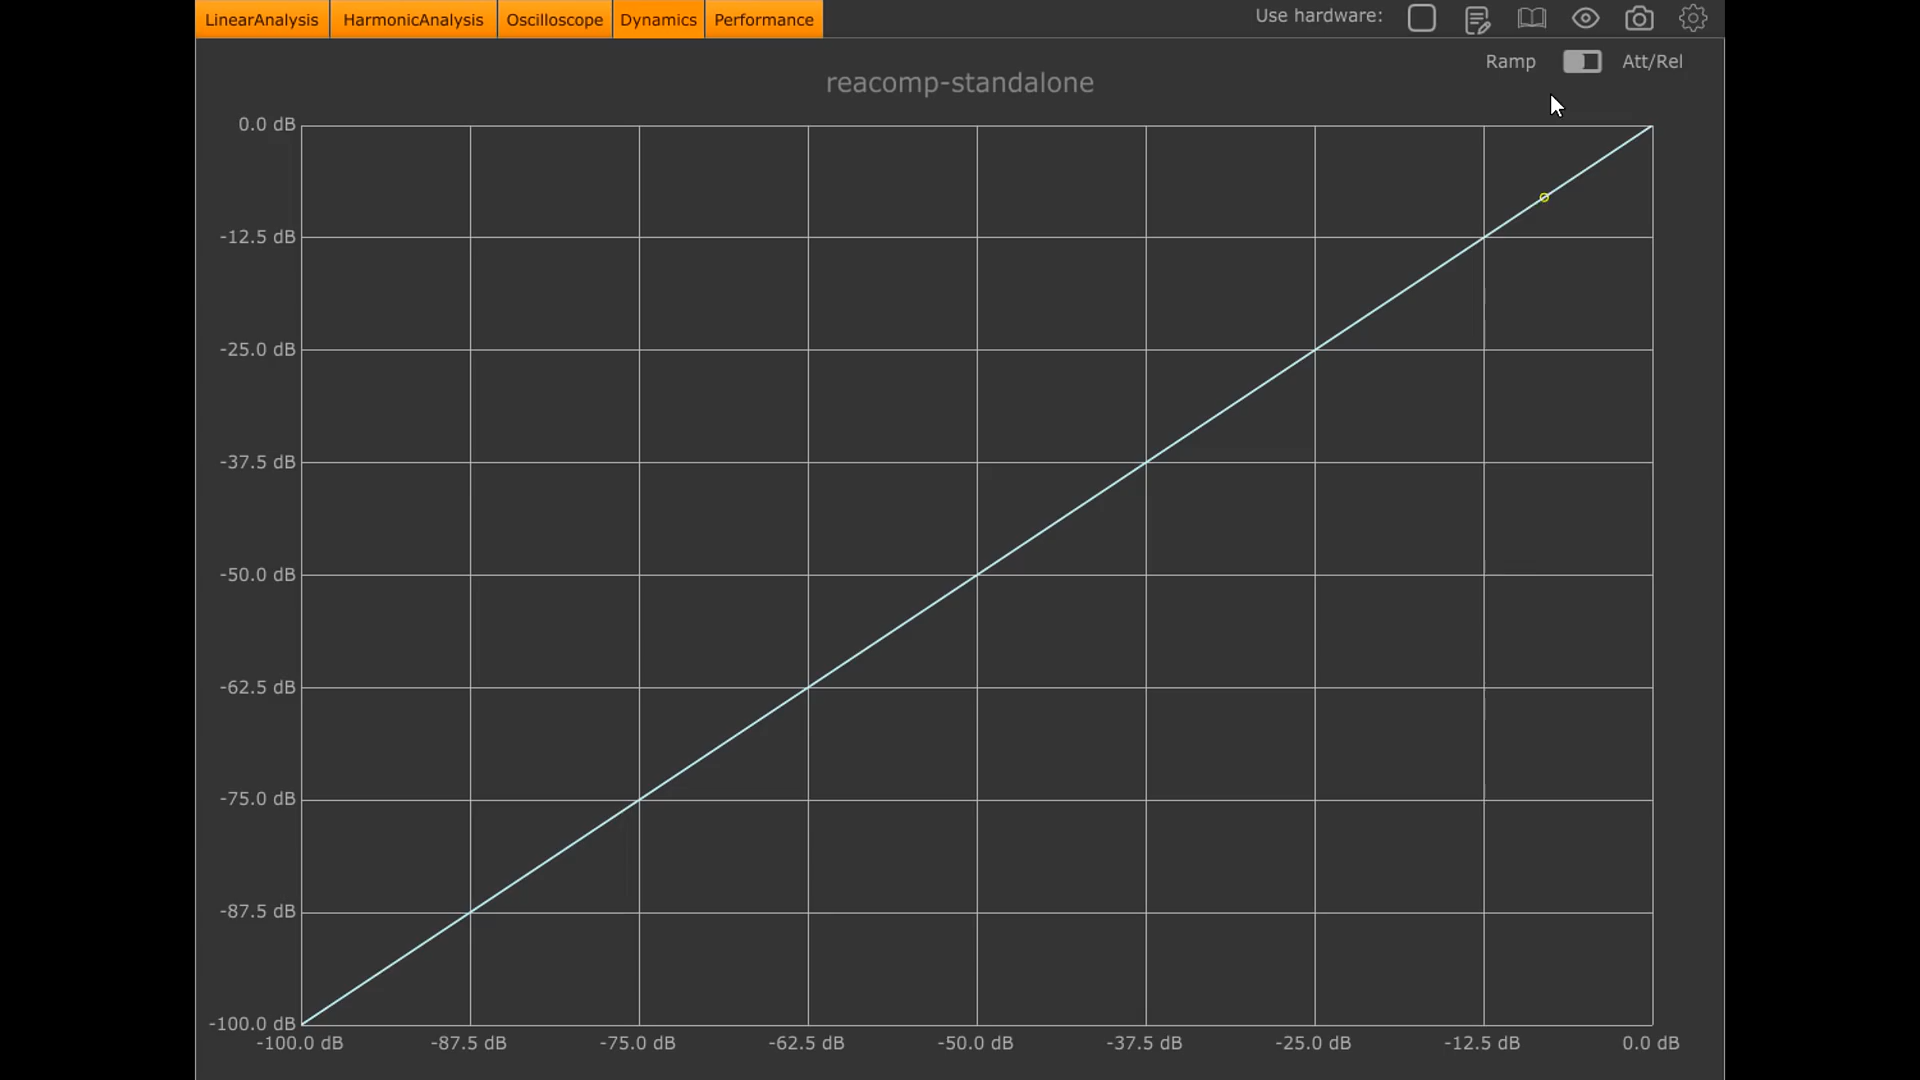 LinearAnalysis HarmonicAnalysis Oscilloscope Dynamics Performance Use hardware:
Ramp Att/Rel
reacomp-standalone
0.0 dB
-12.5 dB
-25.0 dB
-37.5 dB
-50.0 dB
-62.5 dB
-75.0 dB
-87.5 dB
-100.0 dB
-100.0 dB -87.5 dB -75.0 dB -62.5 dB -50.0 dB -37.5 dB -25.0 dB -12.5 dB 0.0 dB